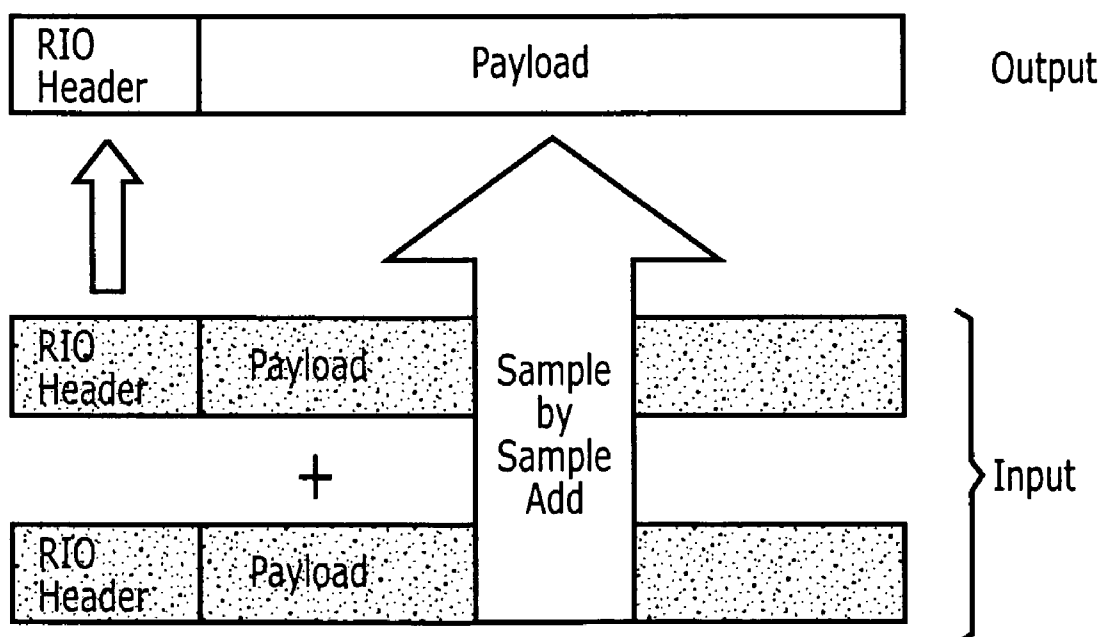 RIO
Header
Payload
Output
RIO
Header
Payload
+
RIO
Header
Payload
Sample
by
Sample
Add
Input